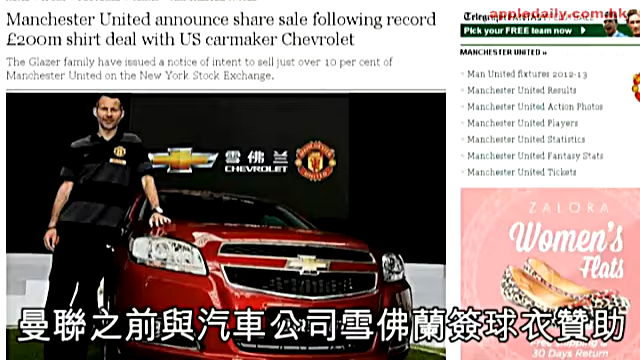 Manchester United announce share sale following record
£200m shirt deal with US carmaker Chevrolet
The Glazer family have issued a notice of intent to sell just over 10 per cent of
Manchester United on the New York Stock Exchange.
雪佛兰
CHEVROLET
appledaily.com.hk
Pick your FREE team now
MANCHESTER UNITED »
Man United fixtures 2012-13
Manchester United Results
Manchester United Action Photos
Manchester United Players
Manchester United Statistics
Manchester United Fantasy Stats
Manchester United Tickets
ZALORA
Women's
Flats
30 Days Return
曼聯之前與汽車公司雪佛蘭簽球衣贊助